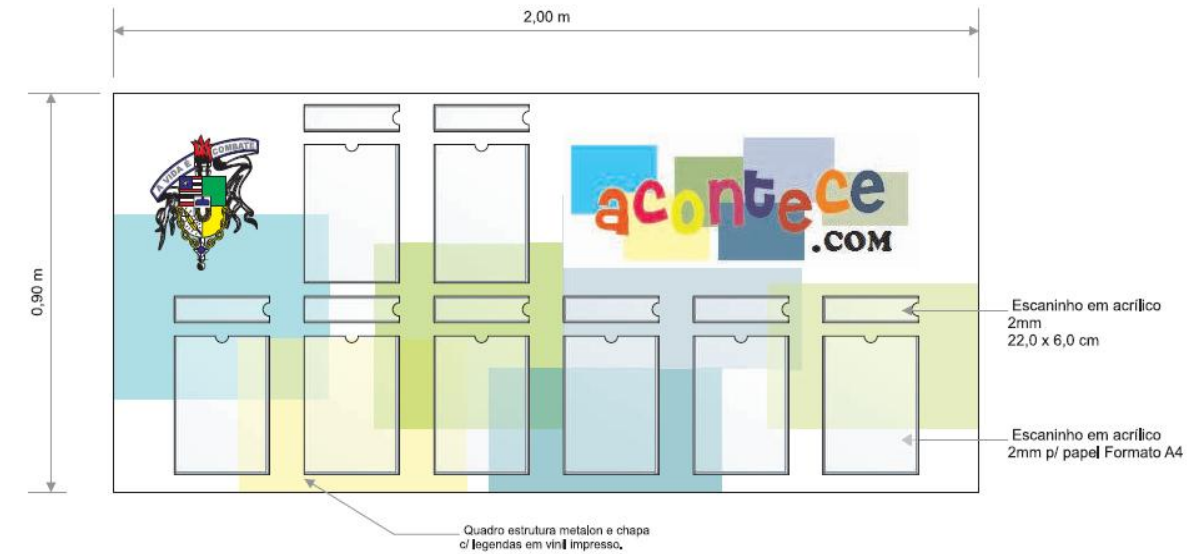 2,00 m
0,90 m
A VIDA É COMBATE
acontece
.COM
Escaninho em acrílico
2mm
22,0 x 6,0 cm
Escaninho em acrílico
2mm p/ papel Formato A4
Quadro estrutura metalon e chapa
c/ legendas em vinil impresso.